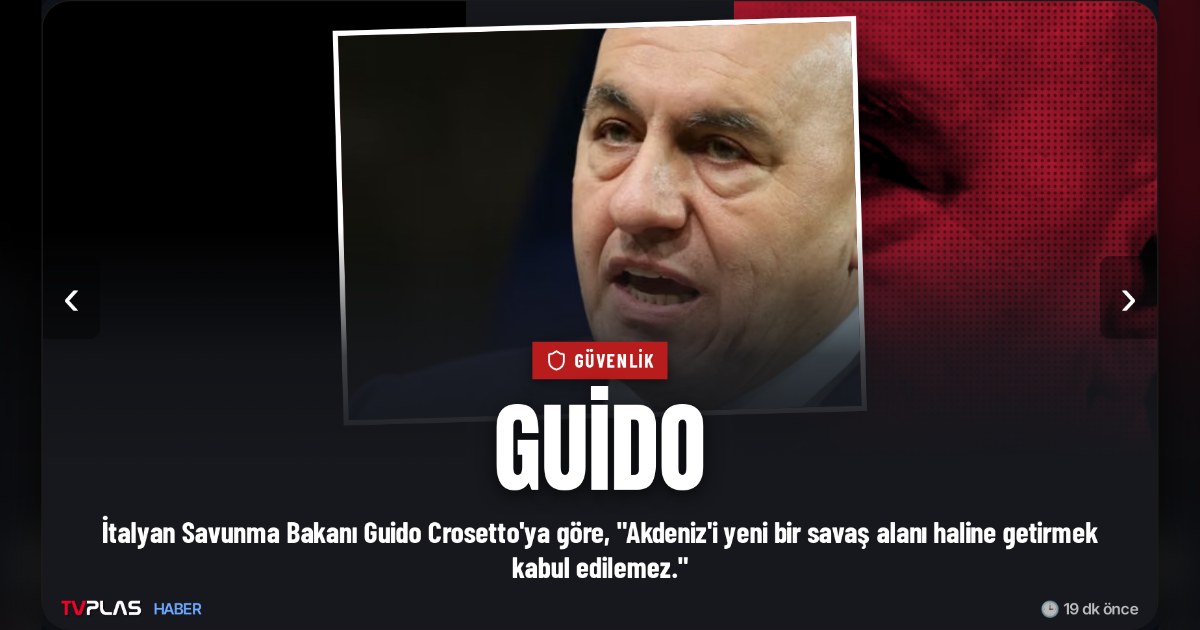 GÜVENLİK
GUİDO
İtalyan Savunma Bakanı Guido Crosetto'ya göre, "Akdeniz'i yeni bir savaş alanı haline getirmek
kabul edilemez."
TVPLAS HABER
19 dk önce